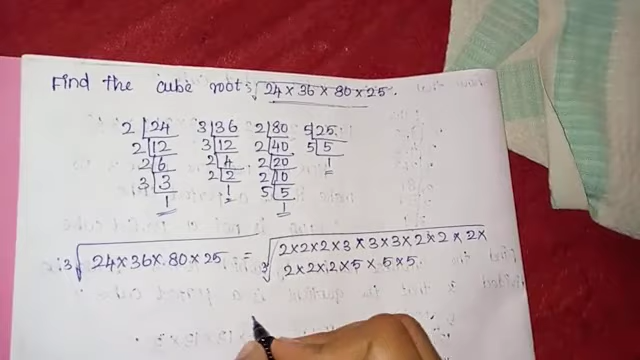 Find the cube root ∛24×36×80×25.
2 | 24
2 | 12
2 | 6
3 | 3
1
3 | 36
3 | 12
2 | 4
2 | 2
1
2 | 80
2 | 40
2 | 20
2 | 10
5 | 5
1
5 | 25
5 | 5
1
∛24×36×80×25 = ∛2×2×2×3×3×3×2×2×2×
2×2×2×5×5×5